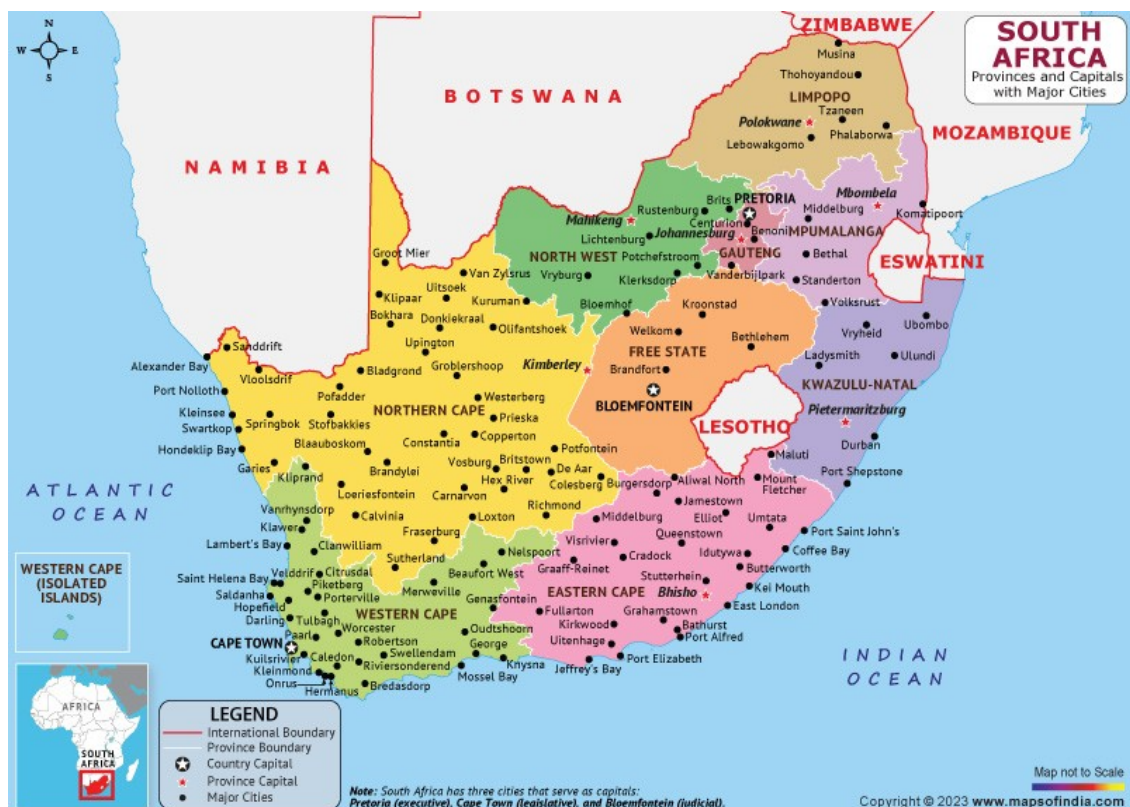 N
W E
S
SOUTH
AFRICA
Provinces and Capitals
with Major Cities
ZIMBABWE
BOTSWANA
NAMIBIA
MOZAMBIQUE
ESWATINI
LESOTHO
ATLANTIC
OCEAN
INDIAN
OCEAN
LIMPOPO
Musina
Thohoyandou
Tzaneen
Polokwane
Phalaborwa
Lebowakgomo
MPUMALANGA
Mbombela
Middelburg
Komatipoort
Bethal
Standerton
Volksrust
GAUTENG
PRETORIA
Centurion
Johannesburg
Benoni
Vanderbijlpark
NORTH WEST
Brits
Rustenburg
Mahikeng
Lichtenburg
Potchefstroom
Vryburg
Klerksdorp
Bloemhof
FREE STATE
Kroonstad
Welkom
Bethlehem
Brandfort
BLOEMFONTEIN
KWAZULU-NATAL
Ubombo
Vryheid
Ladysmith
Ulundi
Pietermaritzburg
Durban
Port Shepstone
NORTHERN CAPE
Groot Mier
Van Zylsrus
Klipaar
Uitsoek
Kuruman
Bokhara
Donkiekraal
Olifantshoek
Upington
Sanddrift
Alexander Bay
Vloolsdrif
Bladgrond
Groblershoop
Kimberley
Port Nolloth
Pofadder
Westerberg
Kleinsee
Swartkop
Springbok
Stofbakkies
Prieska
Hondeklip Bay
Blaauboskom
Constantia
Copperton
Potfontein
Garies
Kliprand
Brandylei
Vosburg
Britstown
De Aar
Hex River
Colesberg
Loeriesfontein
Carnarvon
Richmond
Calvinia
Loxton
Fraserburg
Sutherland
WESTERN CAPE
Vanrhynsdorp
Klawer
Lambert's Bay
Clanwilliam
Nelspoort
Beaufort West
Velddrif
Citrusdal
Saint Helena Bay
Piketberg
Merweville
Saldanha
Porterville
Genasfontein
Hopefield
Darling
Tulbagh
Worcester
Oudtshoorn
CAPE TOWN
Paarl
Robertson
George
Kuilsrivier
Caledon
Swellendam
Knysna
Kleinmond
Riviersonderend
Mossel Bay
Onrus
Hermanus
Bredasdorp
EASTERN CAPE
Maluti
Burgersdorp
Aliwal North
Mount
Fletcher
Jamestown
Middelburg
Elliot
Umtata
Visrivier
Queenstown
Port Saint John's
Graaff-Reinet
Cradock
Idutywa
Coffee Bay
Butterworth
Stutterhein
Bhisho
Kei Mouth
Fullarton
Grahamstown
East London
Kirkwood
Bathurst
Uitenhage
Port Alfred
Jeffrey's Bay
Port Elizabeth
WESTERN CAPE
(ISOLATED
ISLANDS)
AFRICA
SOUTH
AFRICA
LEGEND
International Boundary
Province Boundary
Country Capital
Province Capital
Major Cities
Note: South Africa has three cities that serve as capitals:
Pretoria (executive), Cape Town (legislative), and Bloemfontein (judicial).
Map not to Scale
Copyright © 2023 www.mapsofindia.com